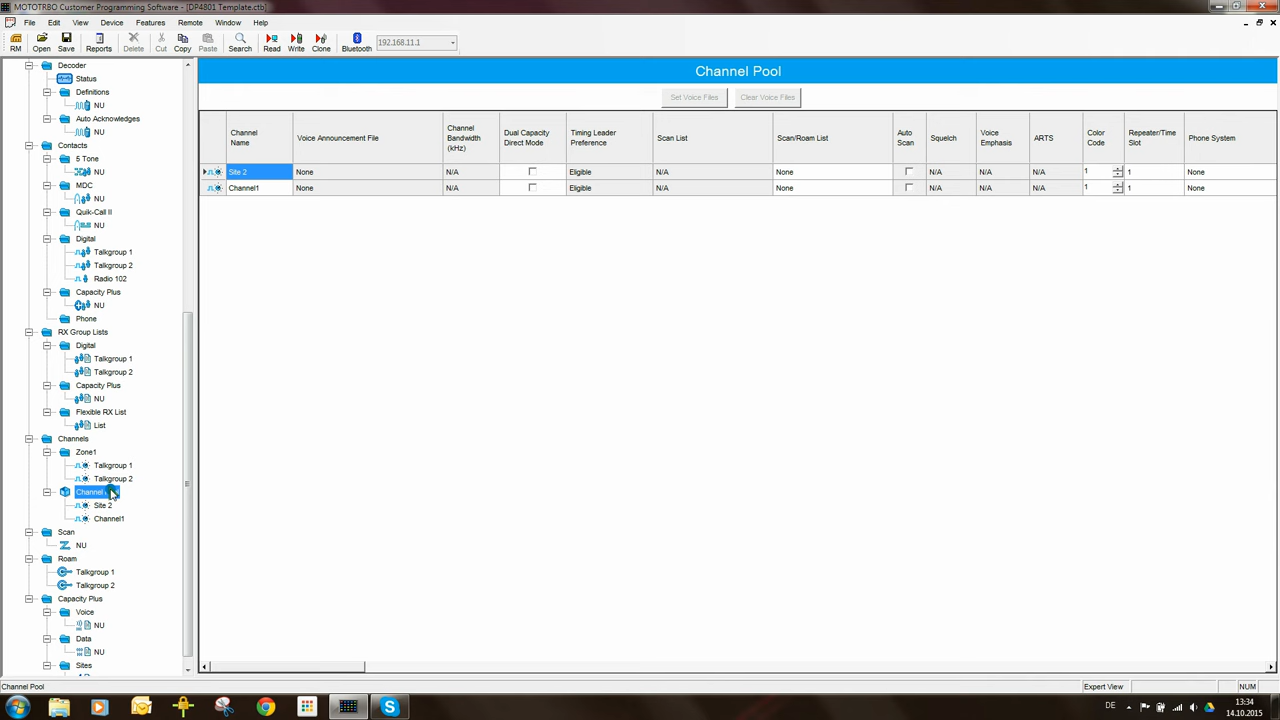 MOTOTRBO Customer Programming Software - [DP4801 Template.ctb]
File Edit View Device Features Remote Window Help
RM Open Save Reports Delete Cut Copy Paste Search Read Write Clone Bluetooth 192.168.11.1
Decoder
Status
Definitions
NU
Auto Acknowledges
NU
Contacts
5 Tone
NU
MDC
NU
Quik-Call II
NU
Digital
Talkgroup 1
Talkgroup 2
Radio 102
Capacity Plus
NU
Phone
RX Group Lists
Digital
Talkgroup 1
Talkgroup 2
Capacity Plus
NU
Flexible RX List
List
Channels
Zone1
Talkgroup 1
Talkgroup 2
Channel
Site 2
Channel1
Scan
NU
Roam
Talkgroup 1
Talkgroup 2
Capacity Plus
Voice
NU
Data
NU
Sites
Channel Pool
Set Voice Files Clear Voice Files
Channel Name Voice Announcement File Channel Bandwidth (kHz) Dual Capacity Direct Mode Timing Leader Preference Scan List Scan/Roam List Auto Scan Squelch Voice Emphasis ARTS Color Code Repeater/Time Slot Phone System
Site 2 None N/A Eligible N/A None N/A N/A N/A 1 1 None
Channel1 None N/A Eligible N/A None N/A N/A N/A 1 1 None
Channel Pool Expert View NUM
DE 13:34
14.10.2015